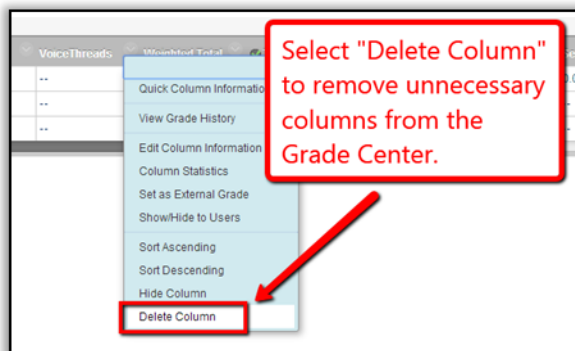 VoiceThreads Weighted Total
Select "Delete Column"
to remove unnecessary
columns from the
Grade Center.
--
--
--
Quick Column Informatio
View Grade History
Edit Column Information
Column Statistics
Set as External Grade
Show/Hide to Users
Sort Ascending
Sort Descending
Hide Column
Delete Column